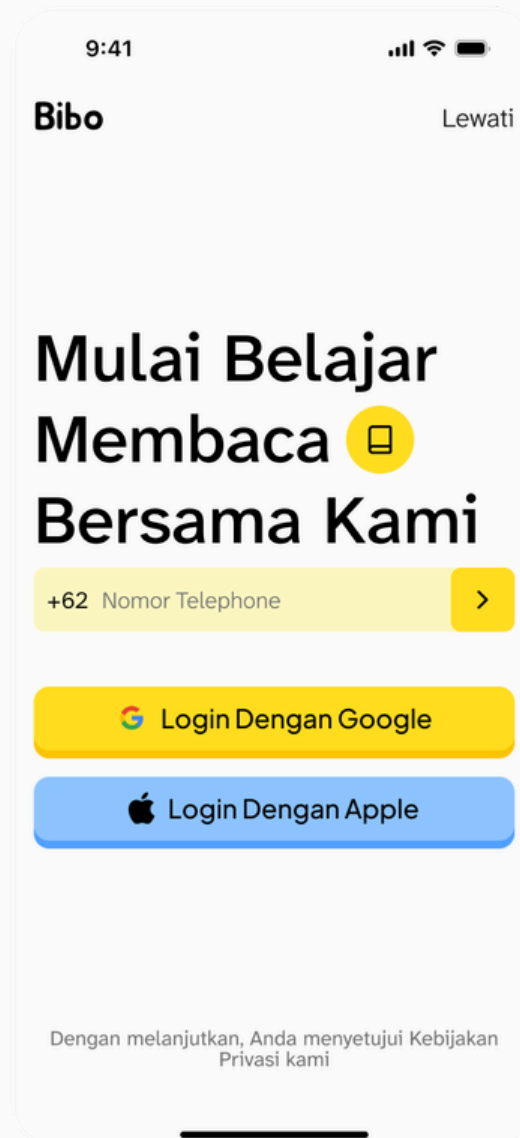 9:41
Bibo
Lewati
Mulai Belajar
Membaca
Bersama Kami
+62 Nomor Telephone
Login Dengan Google
Login Dengan Apple
Dengan melanjutkan, Anda menyetujui Kebijakan
Privasi kami